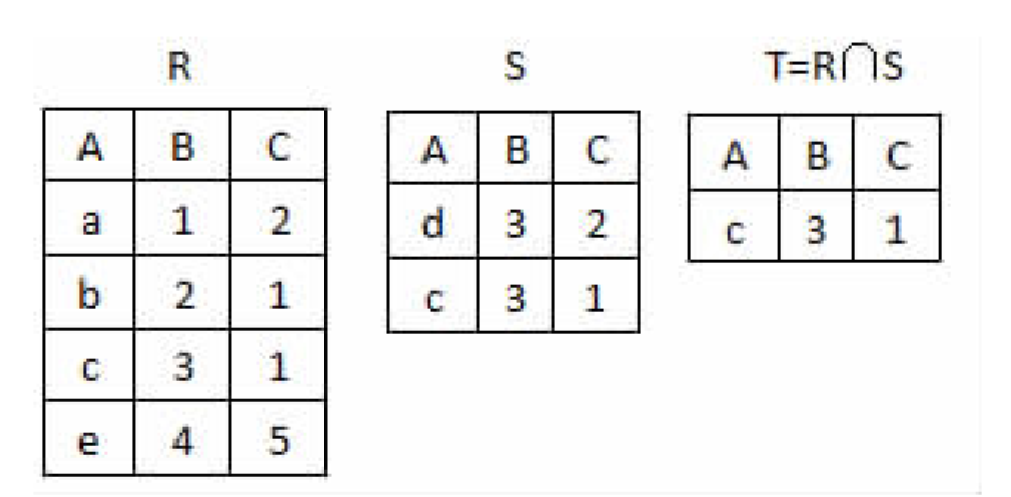 R
A B C
a 1 2
b 2 1
c 3 1
e 4 5
S
A B C
d 3 2
c 3 1
T=R∩S
A B C
c 3 1